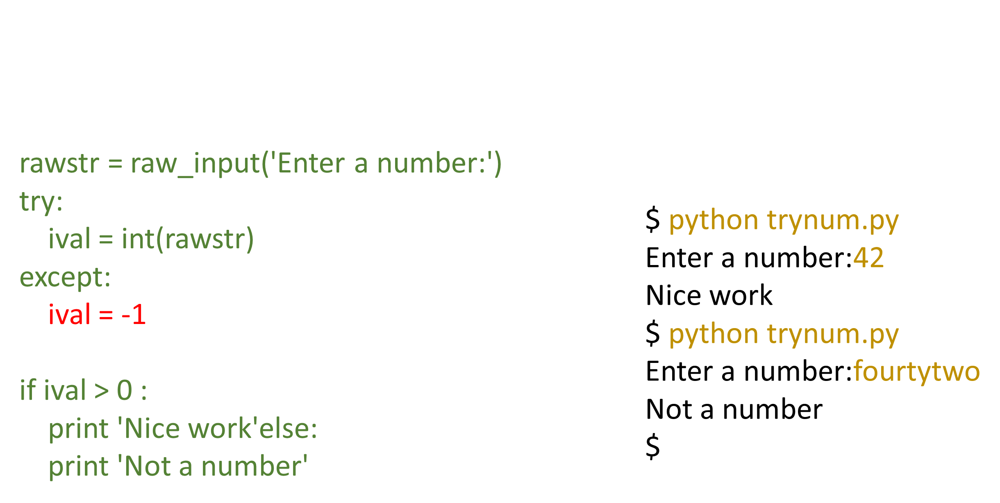 rawstr = raw_input('Enter a number:')
try:
    ival = int(rawstr)
except:
    ival = -1
if ival > 0 :
    print 'Nice work'else:
    print 'Not a number'
$ python trynum.py
Enter a number:42
Nice work
$ python trynum.py
Enter a number:fourtytwo
Not a number
$